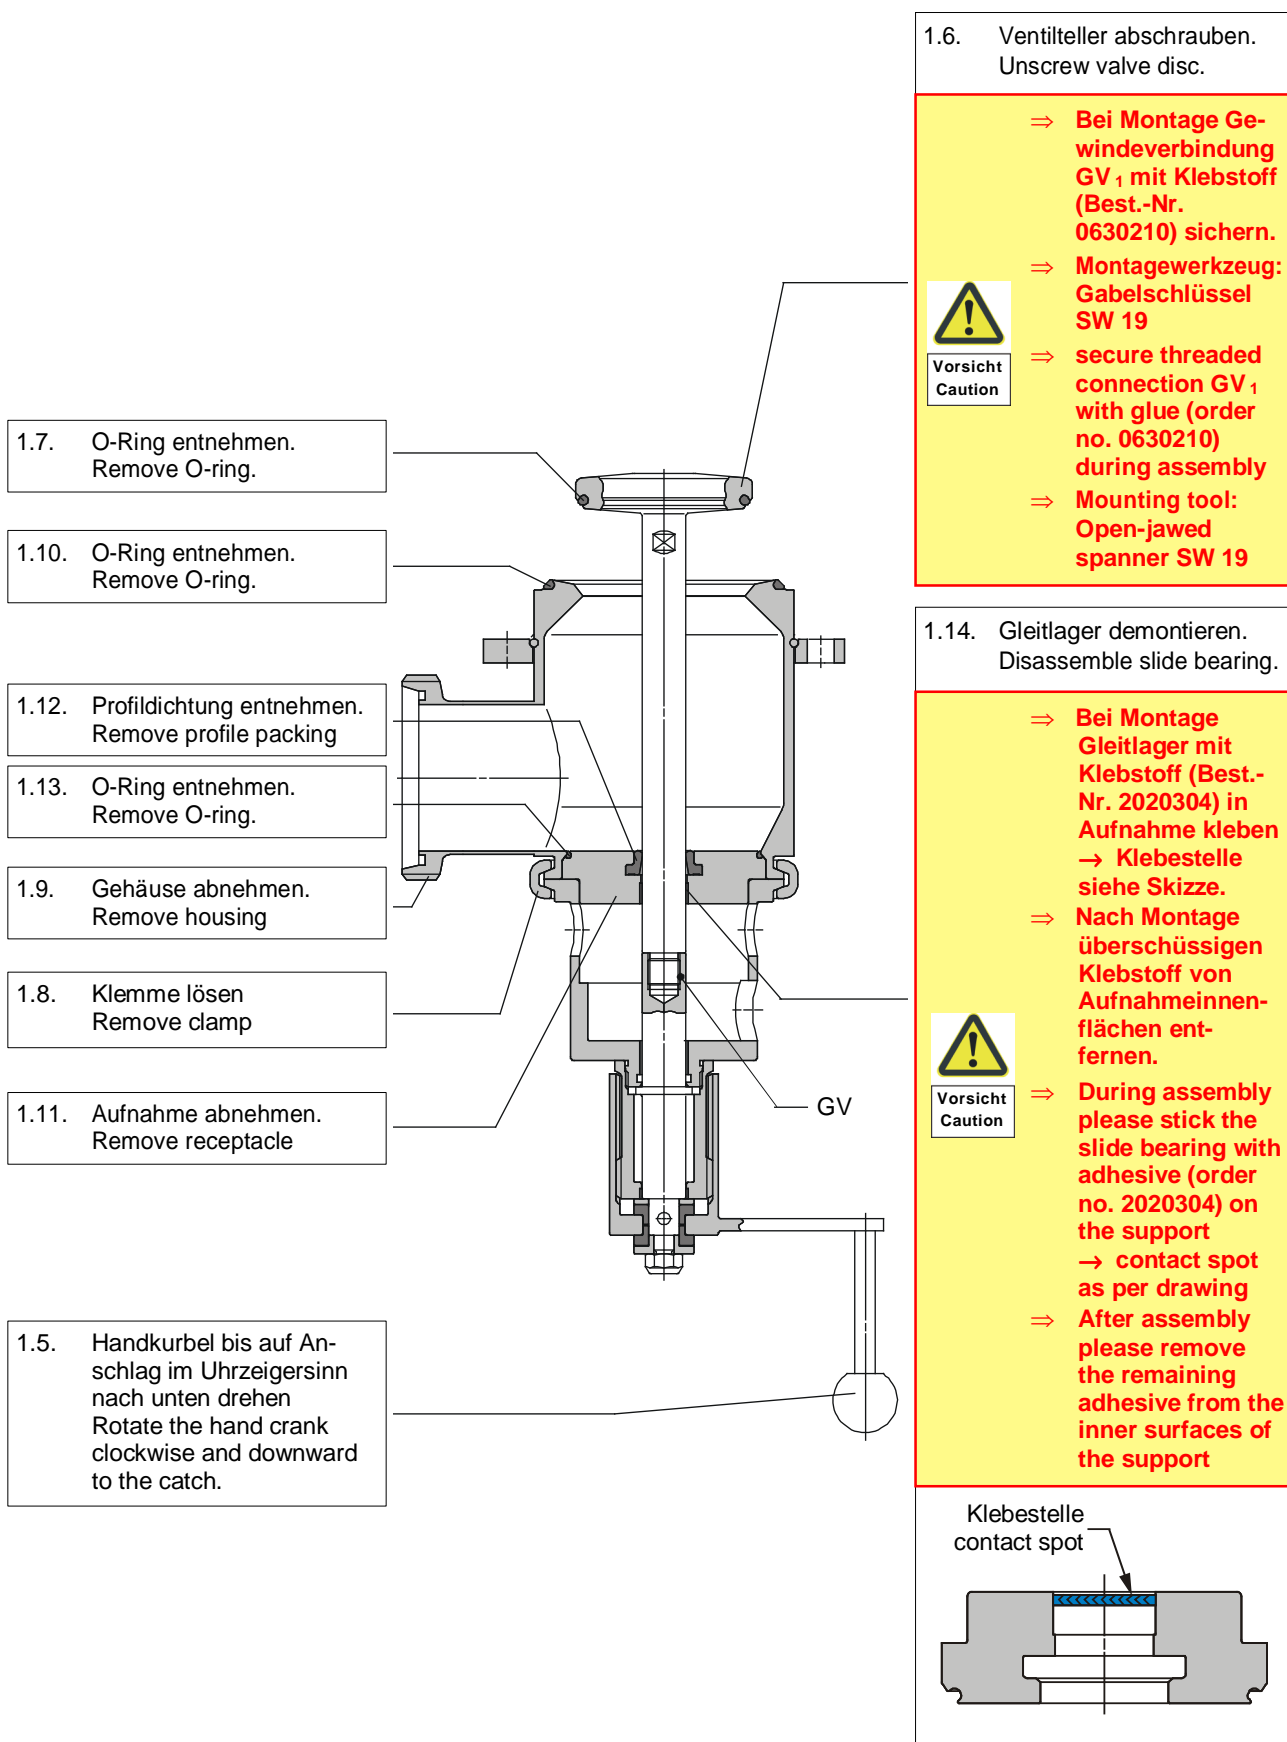 1.6. Ventilteller abschrauben.
Unscrew valve disc.
⇒ Bei Montage Ge-
windeverbindung
GV 1 mit Klebstoff
(Best.-Nr.
0630210) sichern.
⇒ Montagewerkzeug:
Gabelschlüssel
SW 19
Vorsicht
Caution
⇒ secure threaded
connection GV 1
with glue (order
no. 0630210)
during assembly
⇒ Mounting tool:
Open-jawed
spanner SW 19
1.7. O-Ring entnehmen.
Remove O-ring.
1.10. O-Ring entnehmen.
Remove O-ring.
1.12. Profildichtung entnehmen.
Remove profile packing
1.13. O-Ring entnehmen.
Remove O-ring.
1.9. Gehäuse abnehmen.
Remove housing
1.8. Klemme lösen
Remove clamp
1.11. Aufnahme abnehmen.
Remove receptacle
GV
1.5. Handkurbel bis auf An-
schlag im Uhrzeigersinn
nach unten drehen
Rotate the hand crank
clockwise and downward
to the catch.
1.14. Gleitlager demontieren.
Disassemble slide bearing.
⇒ Bei Montage
Gleitlager mit
Klebstoff (Best.-
Nr. 2020304) in
Aufnahme kleben
→ Klebestelle
siehe Skizze.
⇒ Nach Montage
überschüssigen
Klebstoff von
Aufnahmeinnen-
flächen ent-
fernen.
Vorsicht
Caution
⇒ During assembly
please stick the
slide bearing with
adhesive (order
no. 2020304) on
the support
→ contact spot
as per drawing
⇒ After assembly
please remove
the remaining
adhesive from the
inner surfaces of
the support
Klebestelle
contact spot